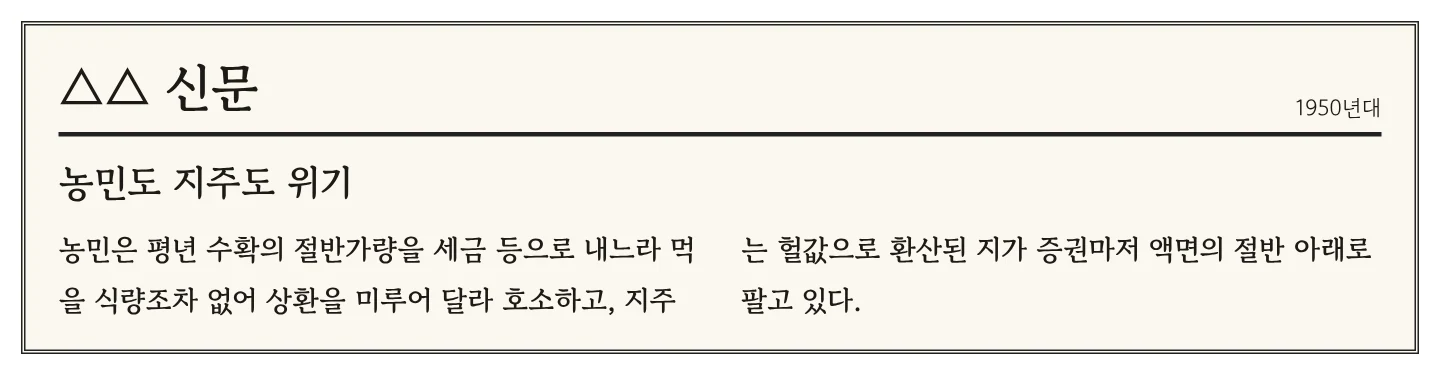 △△ 신문
1950년대
농민도 지주도 위기
농민은 평년 수확의 절반가량을 세금 등으로 내느라 먹
을 식량조차 없어 상환을 미루어 달라 호소하고, 지주
는 헐값으로 환산된 지가 증권마저 액면의 절반 아래로
팔고 있다.